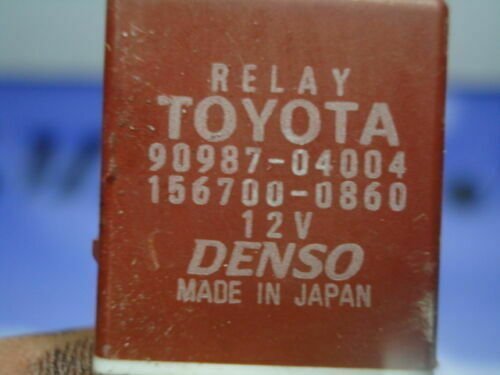 RELAY
TOYOTA
90987-04004
156700-0860
12V
DENSO
MADE IN JAPAN